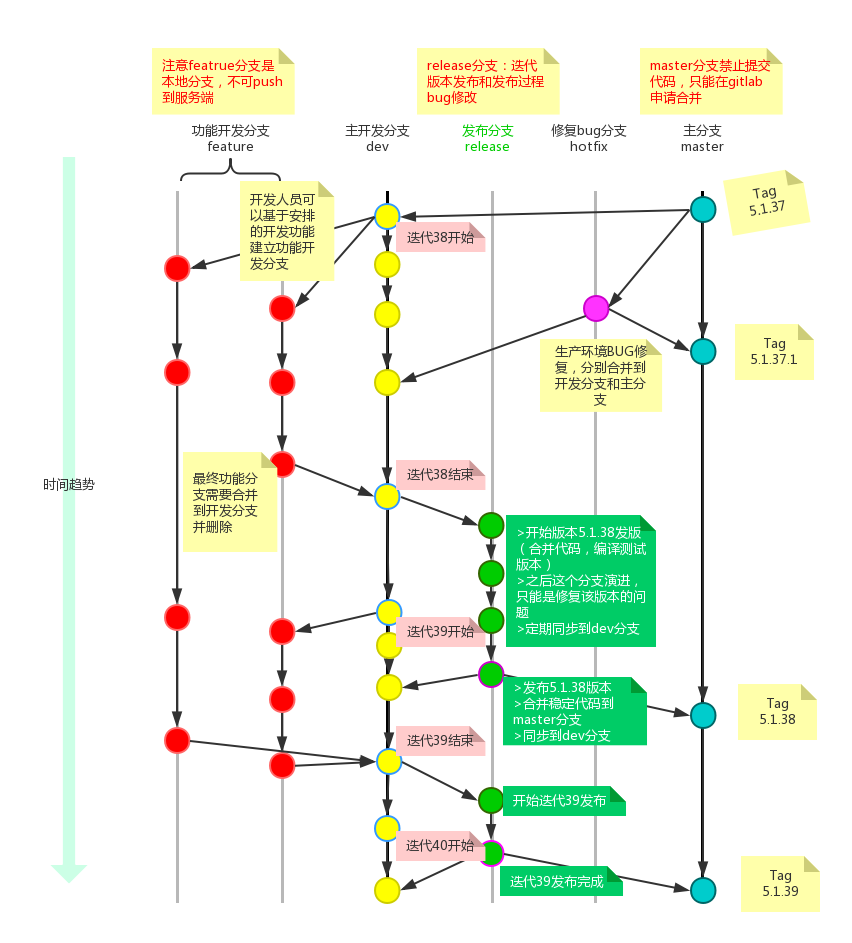 注意featrue分支是
本地分支，不可push
到服务端
release分支：迭代
版本发布和发布过程
bug修改
master分支禁止提交
代码，只能在gitlab
申请合并
功能开发分支
feature
主开发分支
dev
发布分支
release
修复bug分支
hotfix
主分支
master
开发人员可
以基于安排
的开发功能
建立功能开
发分支
Tag
5.1.37
迭代38开始
生产环境BUG修
复，分别合并到
开发分支和主分
支
Tag
5.1.37.1
时间趋势
最终功能分
支需要合并
到开发分支
并删除
迭代38结束
>开始版本5.1.38发版
（合并代码，编译测试
版本）
>之后这个分支演进，
只能是修复该版本的问
题
>定期同步到dev分支
迭代39开始
>发布5.1.38版本
>合并稳定代码到
master分支
>同步到dev分支
Tag
5.1.38
迭代39结束
开始迭代39发布
迭代40开始
迭代39发布完成
Tag
5.1.39